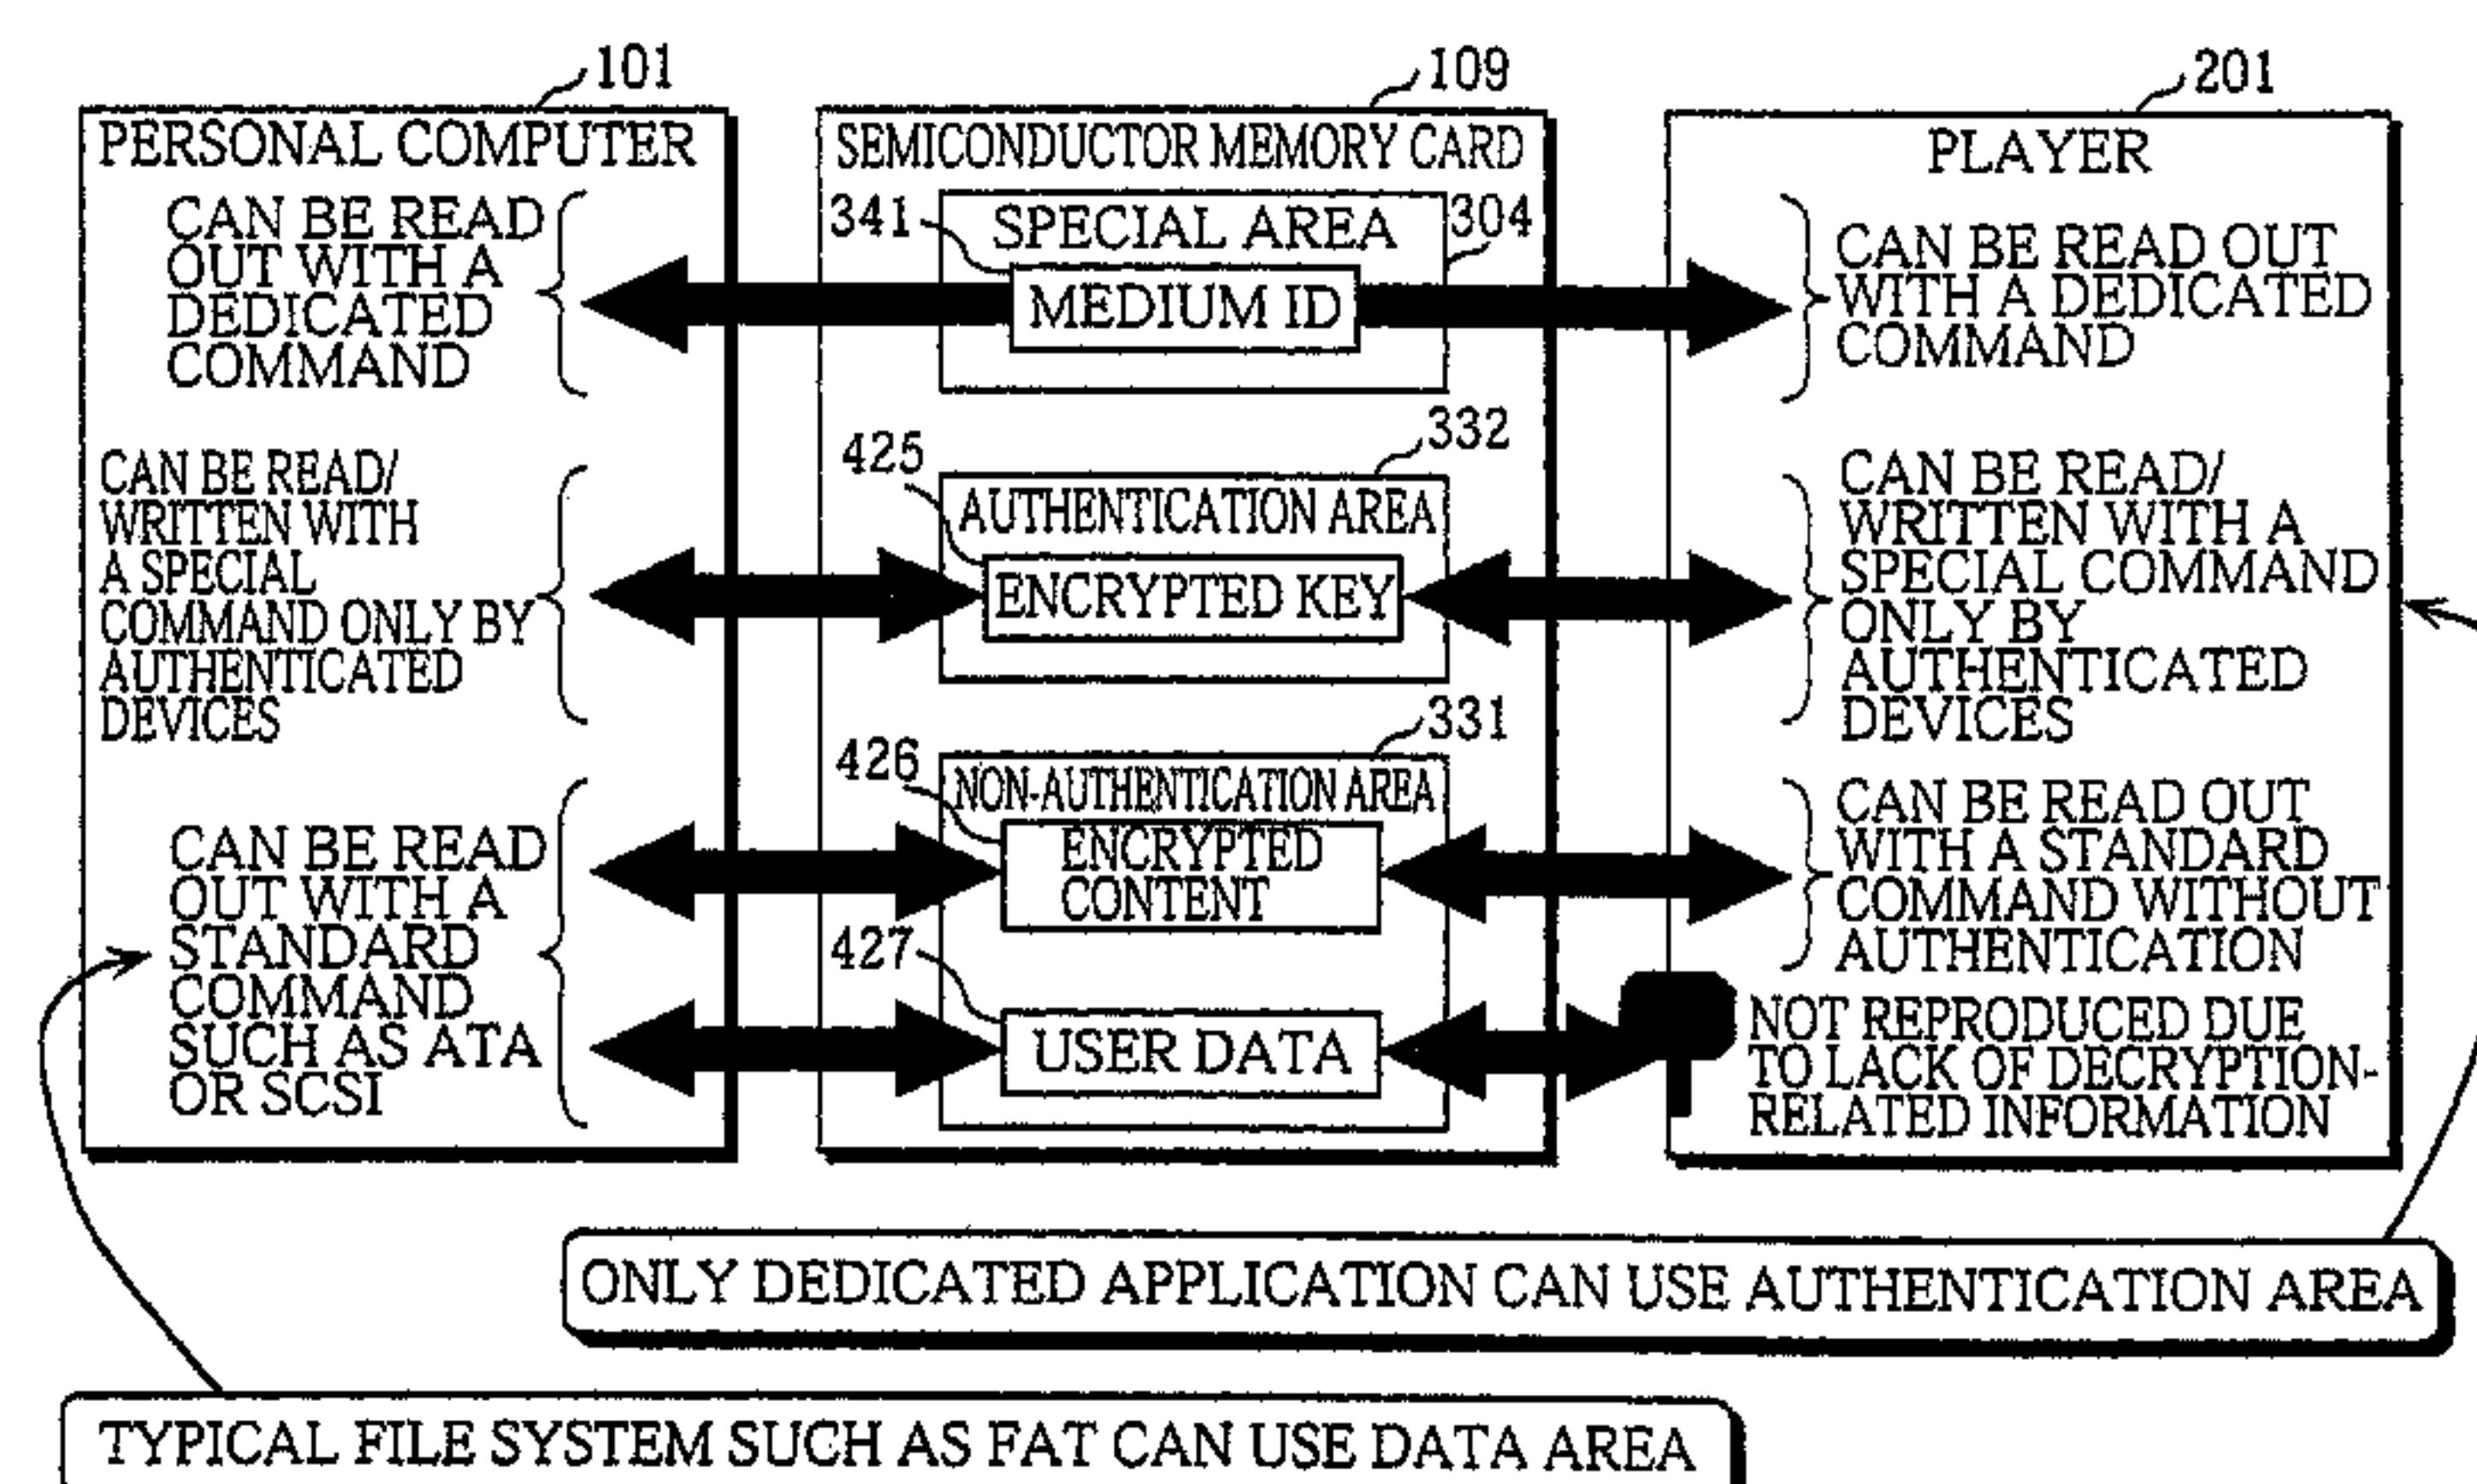 101
109
201
PERSONAL COMPUTER
CAN BE READ
OUT WITH A
DEDICATED
COMMAND
CAN BE READ/
WRITTEN WITH
A SPECIAL
COMMAND ONLY BY
AUTHENTICATED
DEVICES
CAN BE READ
OUT WITH A
STANDARD
COMMAND
SUCH AS ATA
OR SCSI
SEMICONDUCTOR MEMORY CARD
341
SPECIAL AREA
304
MEDIUM ID
425
332
AUTHENTICATION AREA
ENCRYPTED KEY
331
426
NON-AUTHENTICATION AREA
ENCRYPTED
CONTENT
427
USER DATA
PLAYER
CAN BE READ OUT
WITH A DEDICATED
COMMAND
CAN BE READ/
WRITTEN WITH A
SPECIAL COMMAND
ONLY BY
AUTHENTICATED
DEVICES
CAN BE READ OUT
WITH A STANDARD
COMMAND WITHOUT
AUTHENTICATION
NOT REPRODUCED DUE
TO LACK OF DECRYPTION-
RELATED INFORMATION
ONLY DEDICATED APPLICATION CAN USE AUTHENTICATION AREA
TYPICAL FILE SYSTEM SUCH AS FAT CAN USE DATA AREA